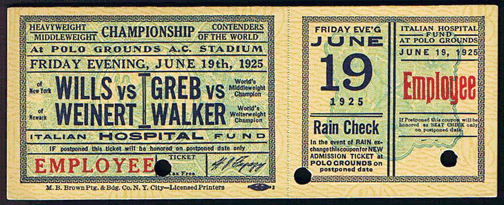 HEAVYWEIGHT MIDDLEWEIGHT CHAMPIONSHIP CONTENDERS OF THE WORLD
At POLO GROUNDS A.C. STADIUM
FRIDAY EVENING, JUNE 19th, 1925
of New York WILLS vs GREB vs World's Middleweight Champion
of Newark WEINERT WALKER World's Welterweight Champion
ITALIAN HOSPITAL FUND
IF postponed this ticket will be honored on postponed date only
EMPLOYEE TICKET
Tax Free
M. B. Brown Ptg. & Bdg. Co. N. Y. City—Licensed Printers
FRIDAY EVE'G
JUNE
19
1925
Rain Check
In the event of RAIN exchange this coupon for NEW
ADMISSION TICKET at
POLO GROUNDS on
postponed date
ITALIAN HOSPITAL
FUND
At POLO GROUNDS
JUNE 19, 1925
Employee
If Postponed this coupon will be
honored as SEAT CHECK only
on postponed date.